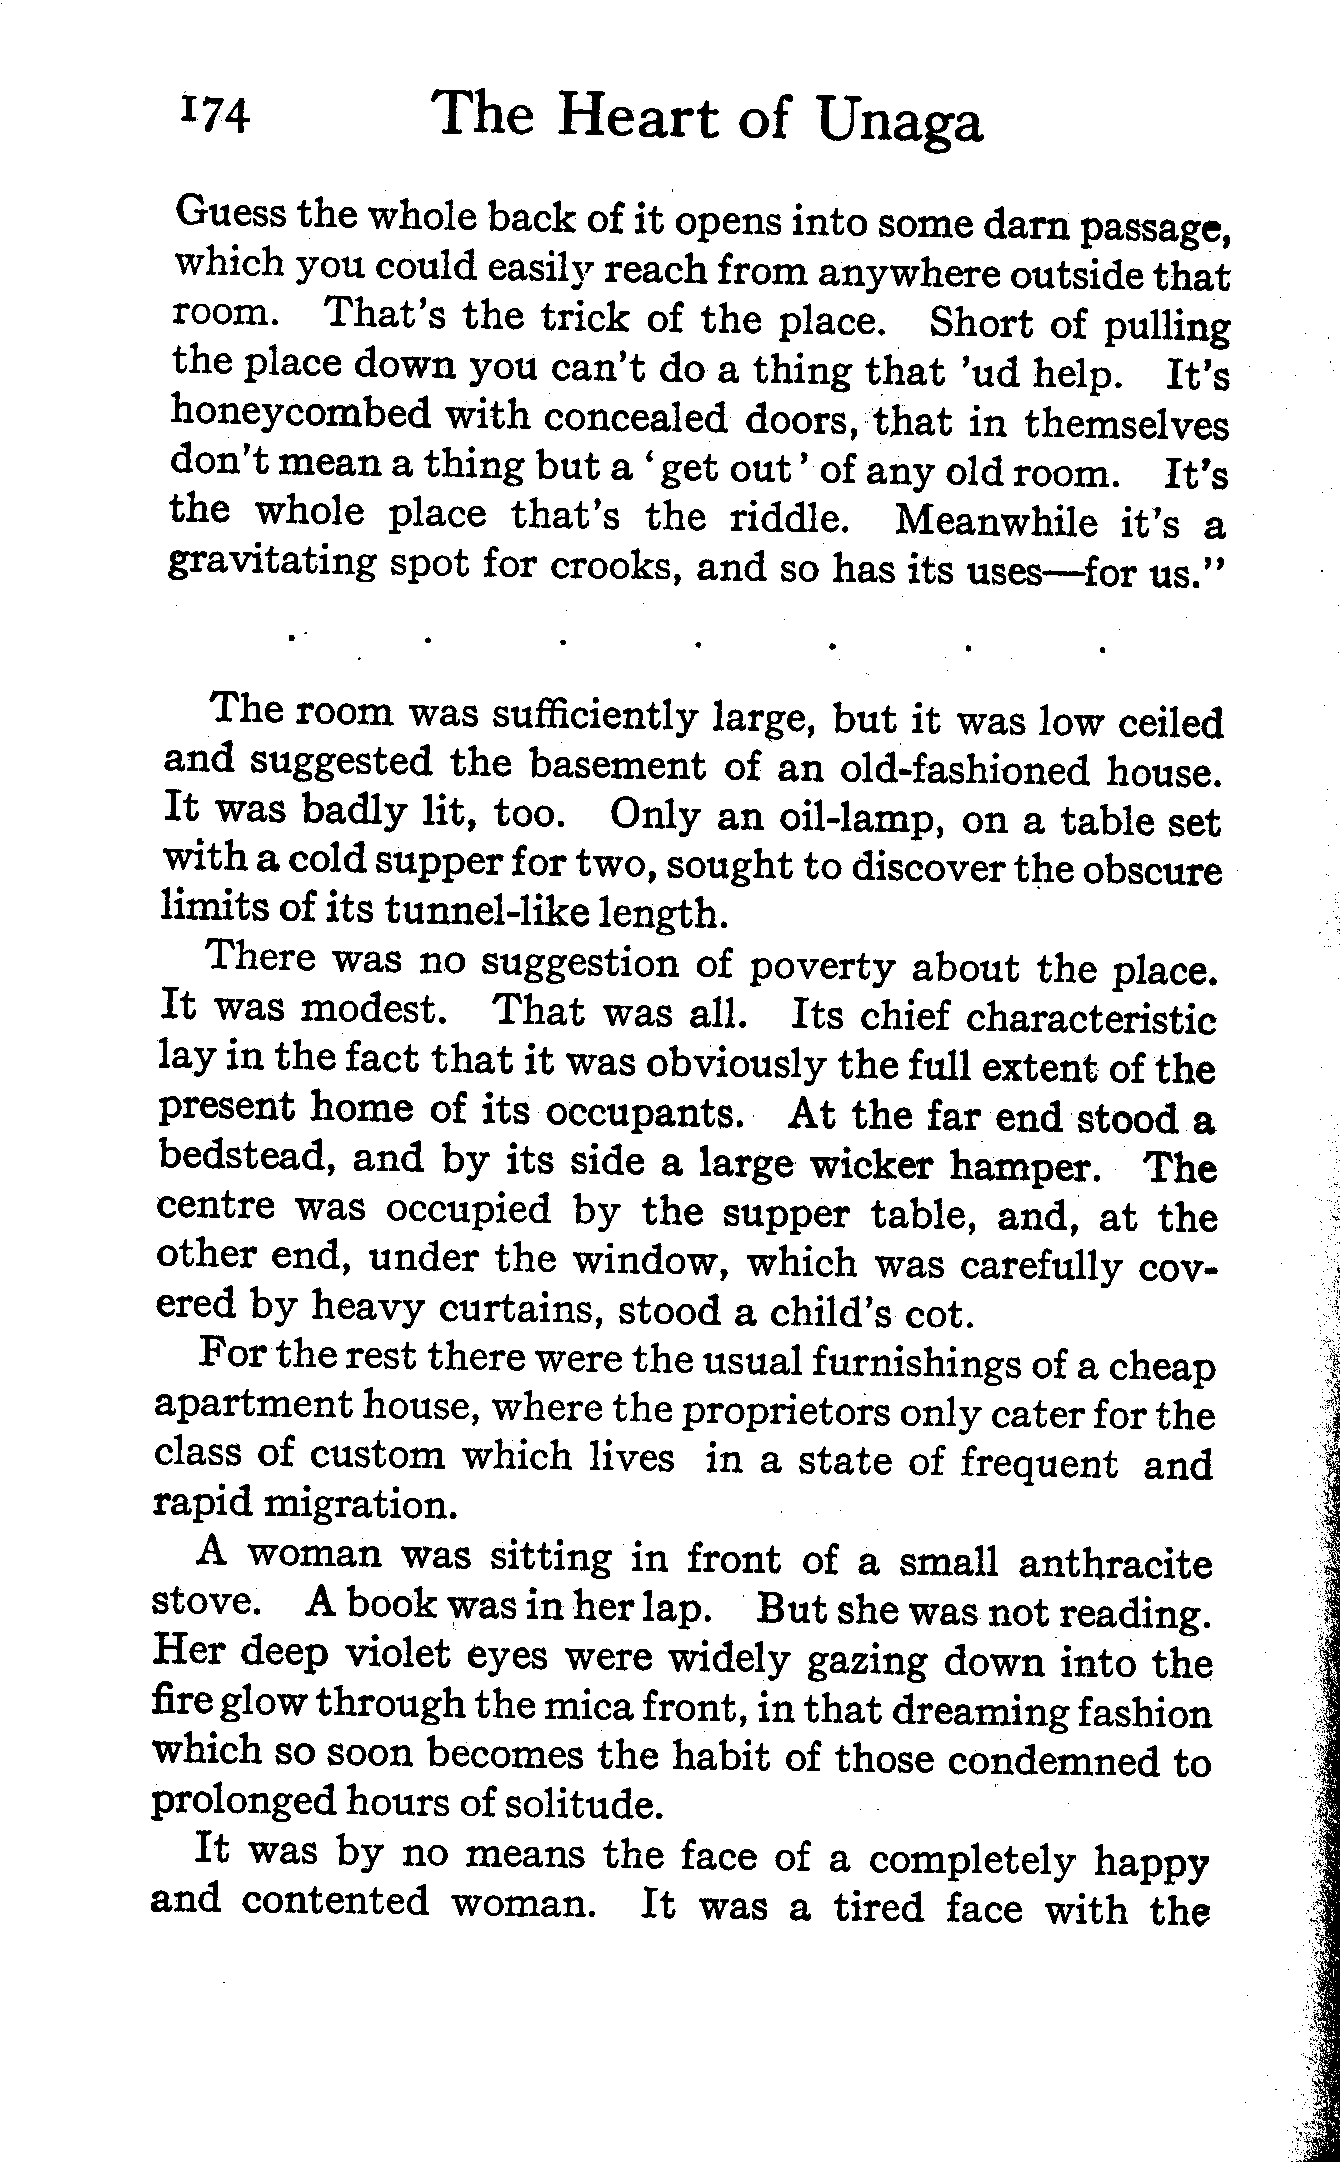 174 The Heart of Unaga
Guess the whole back of it opens into some darn passage,
which you could easily reach from anywhere outside that
room. That's the trick of the place. Short of pulling
the place down you can't do a thing that 'ud help. It's
honeycombed with concealed doors, that in themselves
don't mean a thing but a 'get out' of any old room. It's
the whole place that's the riddle. Meanwhile it's a
gravitating spot for crooks, and so has its uses—for us."
. . . . . . .
The room was sufficiently large, but it was low ceiled
and suggested the basement of an old-fashioned house.
It was badly lit, too. Only an oil-lamp, on a table set
with a cold supper for two, sought to discover the obscure
limits of its tunnel-like length.
There was no suggestion of poverty about the place.
It was modest. That was all. Its chief characteristic
lay in the fact that it was obviously the full extent of the
present home of its occupants. At the far end stood a
bedstead, and by its side a large wicker hamper. The
centre was occupied by the supper table, and, at the
other end, under the window, which was carefully cov-
ered by heavy curtains, stood a child's cot.
For the rest there were the usual furnishings of a cheap
apartment house, where the proprietors only cater for the
class of custom which lives in a state of frequent and
rapid migration.
A woman was sitting in front of a small anthracite
stove. A book was in her lap. But she was not reading.
Her deep violet eyes were widely gazing down into the
fire glow through the mica front, in that dreaming fashion
which so soon becomes the habit of those condemned to
prolonged hours of solitude.
It was by no means the face of a completely happy
and contented woman. It was a tired face with the